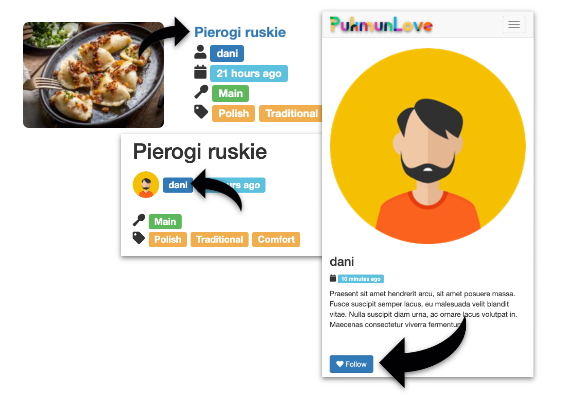 Pierogi ruskie
dani
21 hours ago
Main
Polish Traditional
Pierogi ruskie
dani urs ago
Main
Polish Traditional Comfort
PukmunLove
dani
10 minutes ago
Praesent sit amet hendrerit arcu, sit amet posuere massa.
Fusce suscipit semper lacus, eu malesuada velit blandit
vitae. Nulla suscipit diam urna, ac ornare lacus volutpat in.
Maecenas consectetur viverra fermentum
Follow